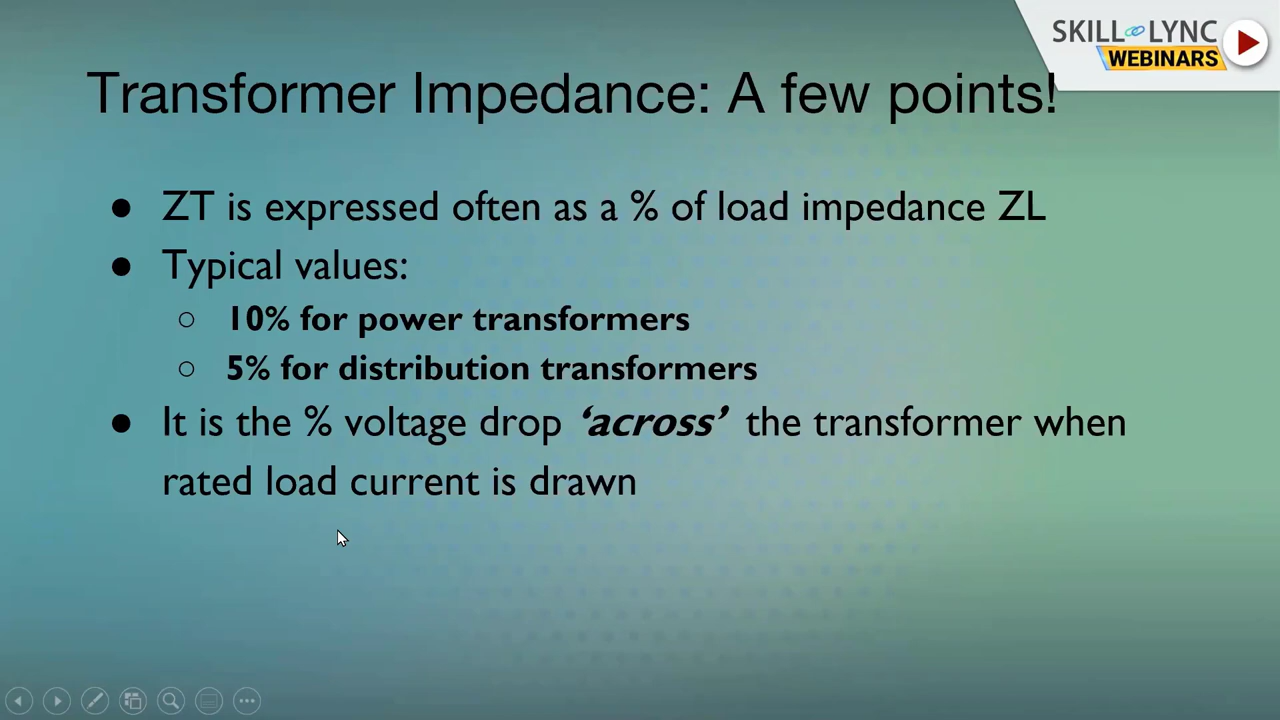 SKILL LYNC
WEBINARS
Transformer Impedance: A few points!
● ZT is expressed often as a % of load impedance ZL
● Typical values:
○ 10% for power transformers
○ 5% for distribution transformers
● It is the % voltage drop ‘across’ the transformer when
rated load current is drawn